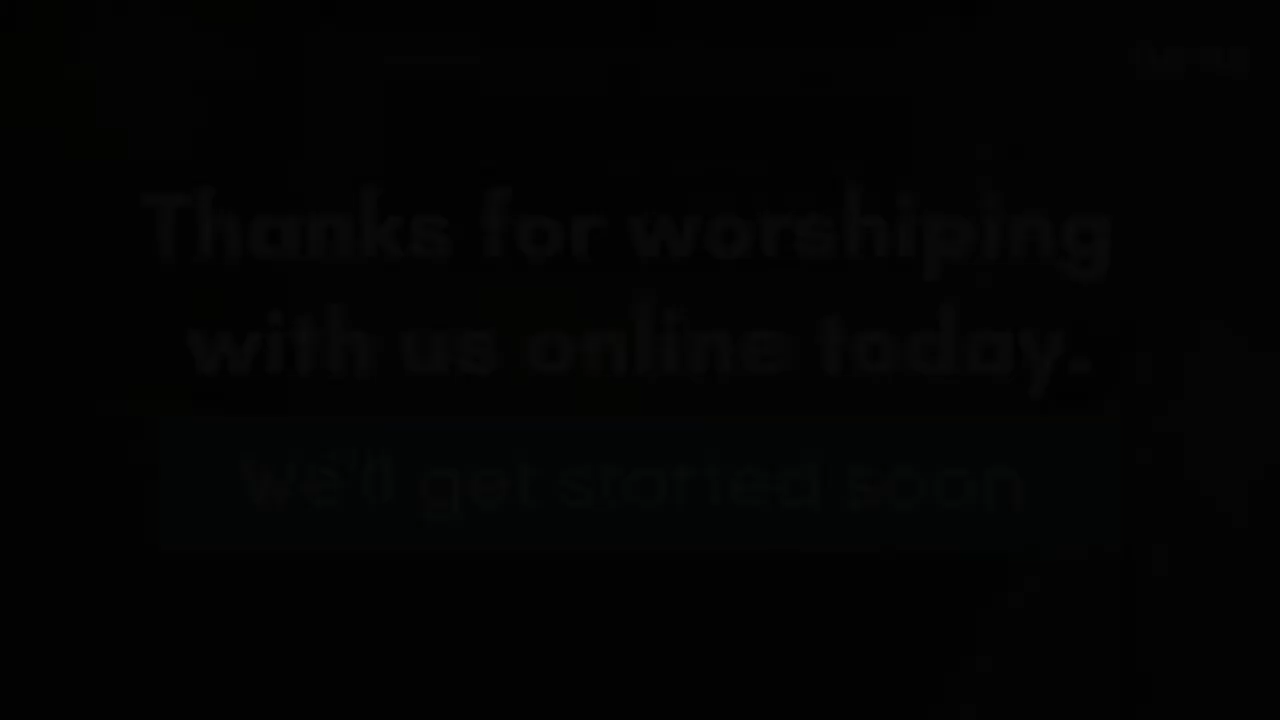 Thanks for worshiping
with us online today.
We'll get started soon